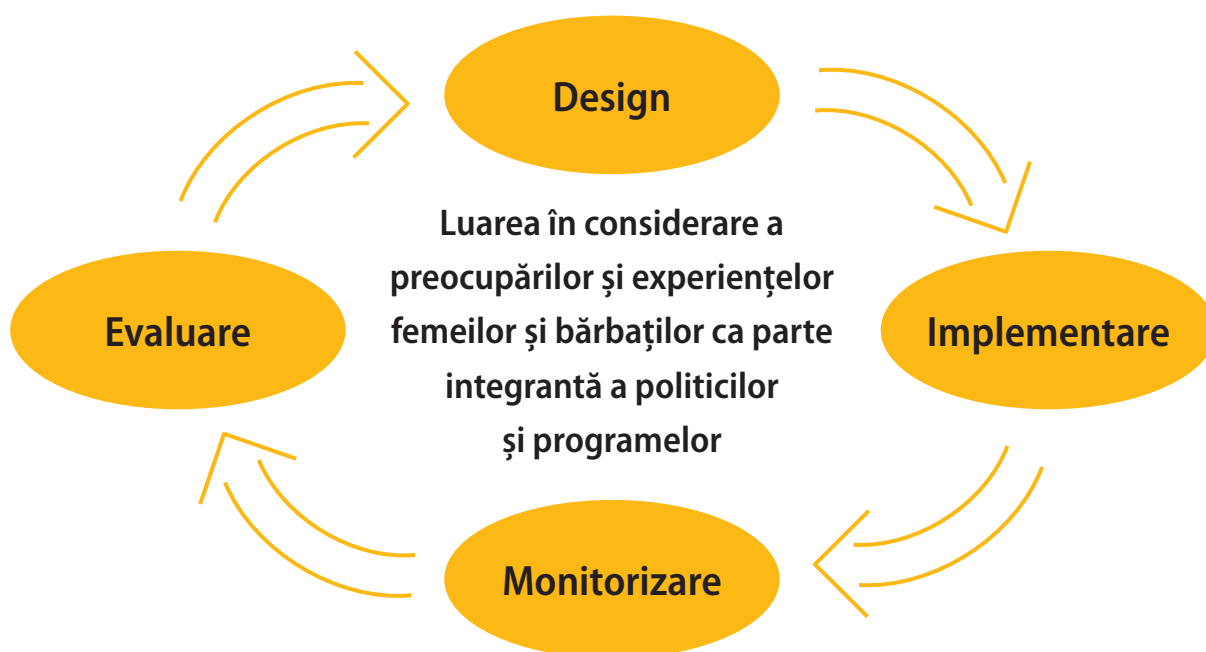 Design
Luarea în considerare a
preocupărilor și experiențelor
femeilor și bărbaților ca parte
integrantă a politicilor
și programelor
Evaluare
Implementare
Monitorizare